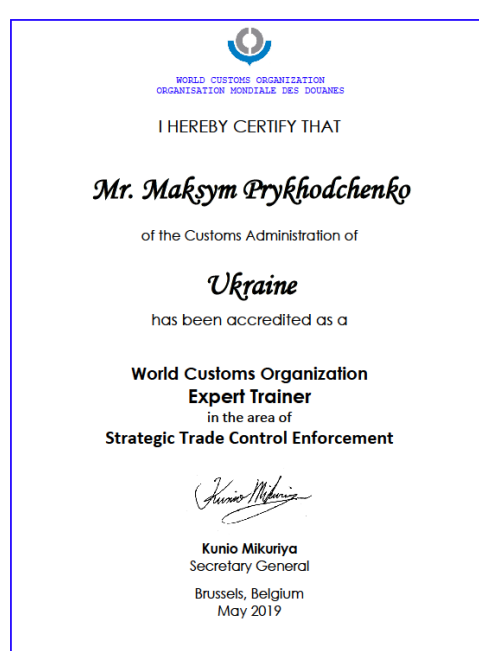 WORLD CUSTOMS ORGANIZATION
ORGANISATION MONDIALE DES DOUANES
I HEREBY CERTIFY THAT
Mr. Maksym Prykhodchenko
of the Customs Administration of
Ukraine
has been accredited as a
World Customs Organization
Expert Trainer
in the area of
Strategic Trade Control Enforcement
Kunio Mikuriya
Kunio Mikuriya
Secretary General
Brussels, Belgium
May 2019